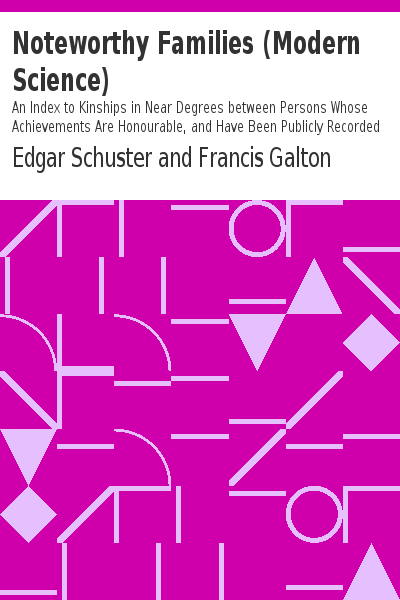 Noteworthy Families (Modern
Science)
An Index to Kinships in Near Degrees between Persons Whose
Achievements Are Honourable, and Have Been Publicly Recorded
Edgar Schuster and Francis Galton